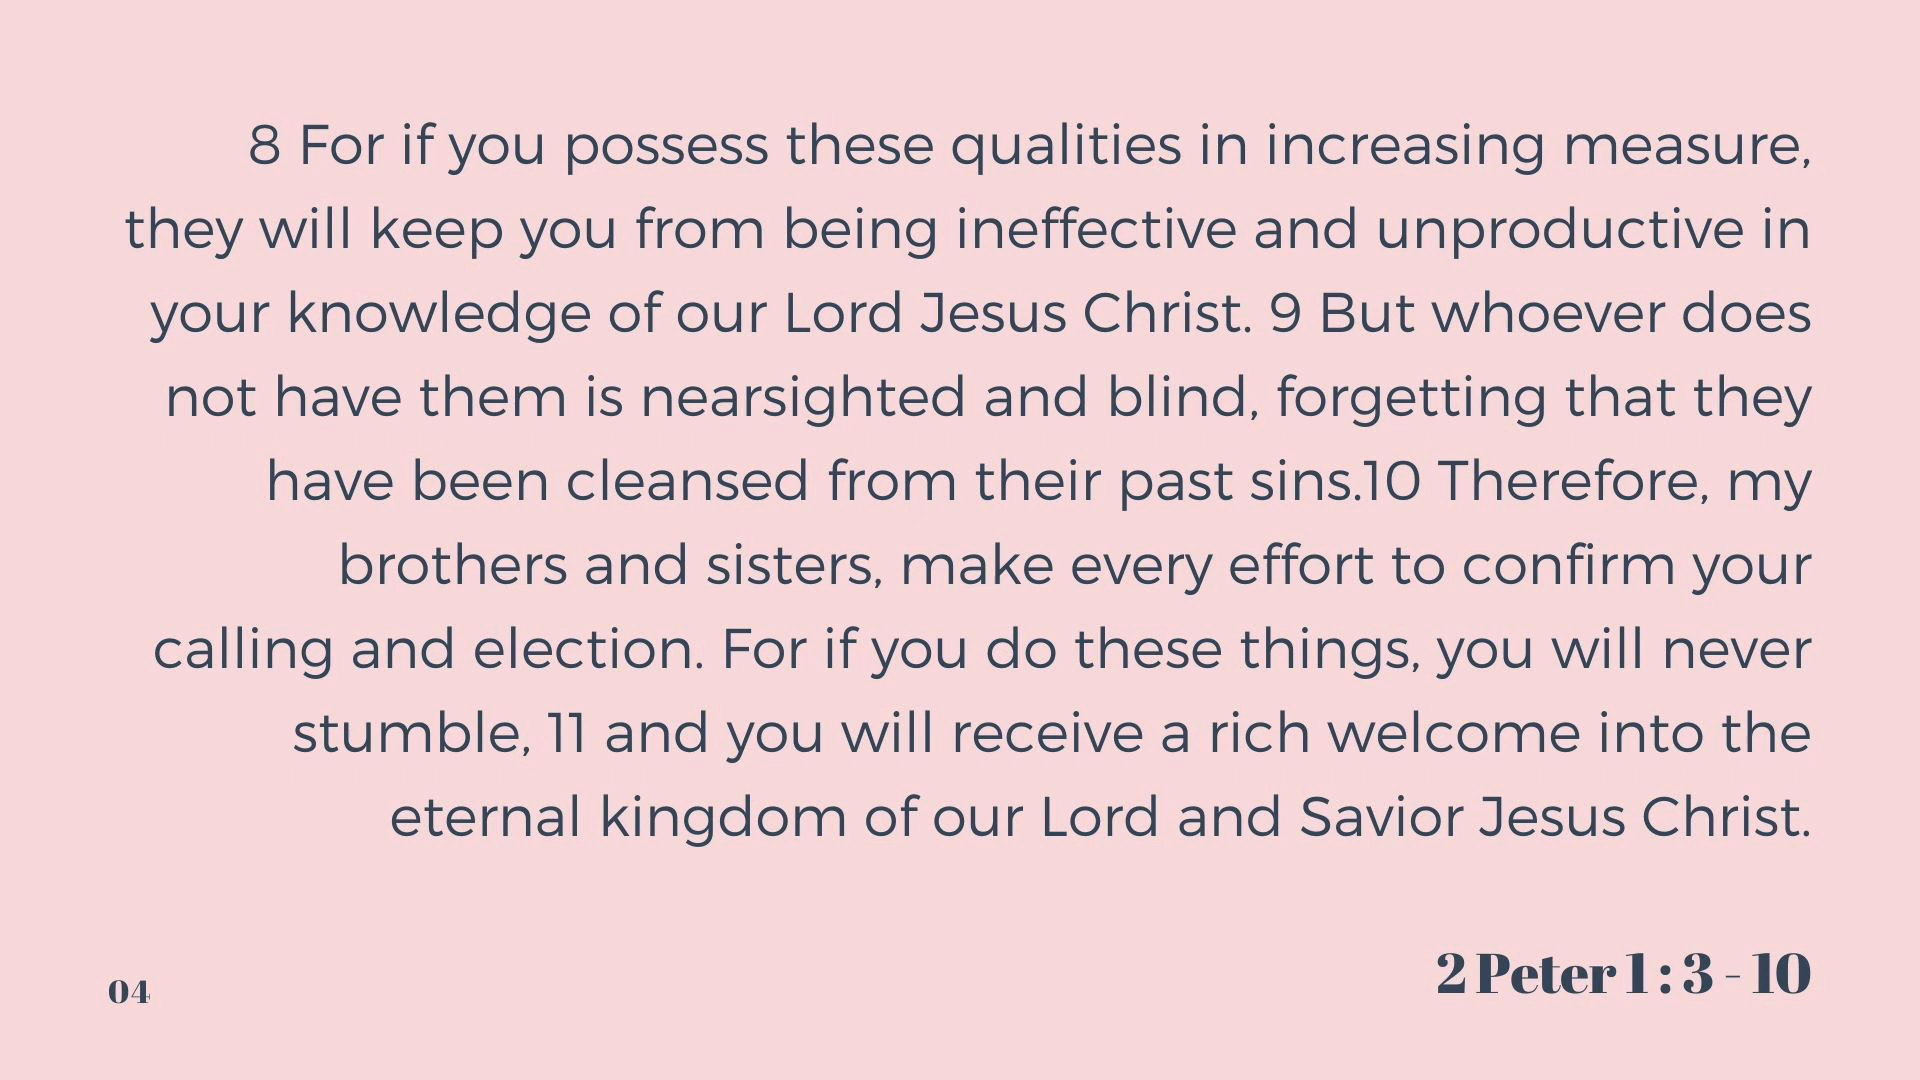 8 For if you possess these qualities in increasing measure,
they will keep you from being ineffective and unproductive in
your knowledge of our Lord Jesus Christ. 9 But whoever does
not have them is nearsighted and blind, forgetting that they
have been cleansed from their past sins.10 Therefore, my
brothers and sisters, make every effort to confirm your
calling and election. For if you do these things, you will never
stumble, 11 and you will receive a rich welcome into the
eternal kingdom of our Lord and Savior Jesus Christ.
2 Peter 1 : 3 - 10
04